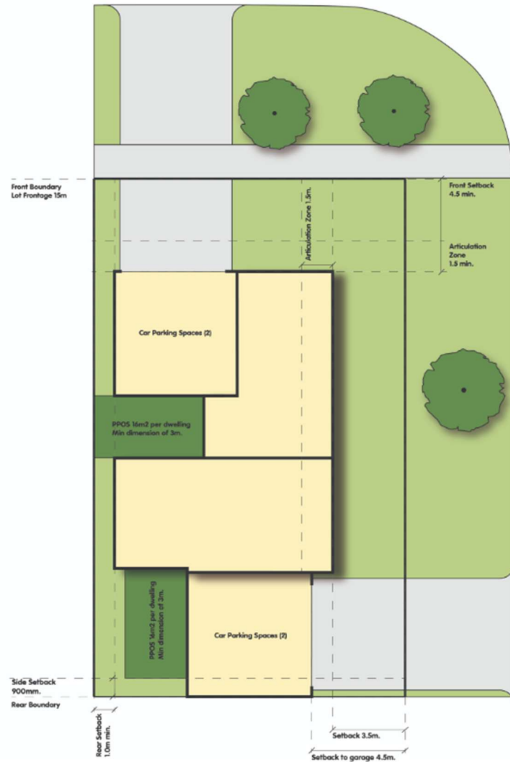 Front Boundary
Lot Frontage 15m
Articulation Zone 1.5m.
Front Setback
4.5 min.
Articulation
Zone
1.5 min.
Car Parking Spaces (2)
PPOS 16m2 per dwelling
Min dimension of 3m.
PPOS 16m2 per dwelling
Min dimension of 3m.
Car Parking Spaces (2)
Side Setback
900mm.
Rear Boundary
Rear Setback
1.0m min.
Setback 3.5m.
Setback to garage 4.5m.